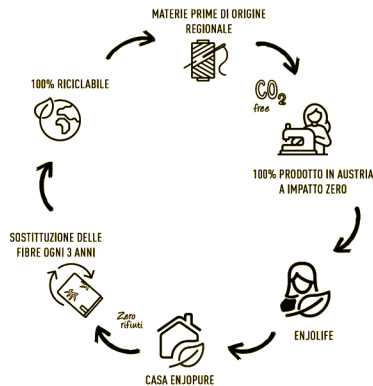 MATERIE PRIME DI ORIGINE
REGIONALE
CO2
free
100% PRODOTTO IN AUSTRIA
A IMPATTO ZERO
ENJOLIFE
CASA ENJOPURE
Zero
rifiuti
SOSTITUZIONE DELLE
FIBRE OGNI 3 ANNI
100% RICICLABILE